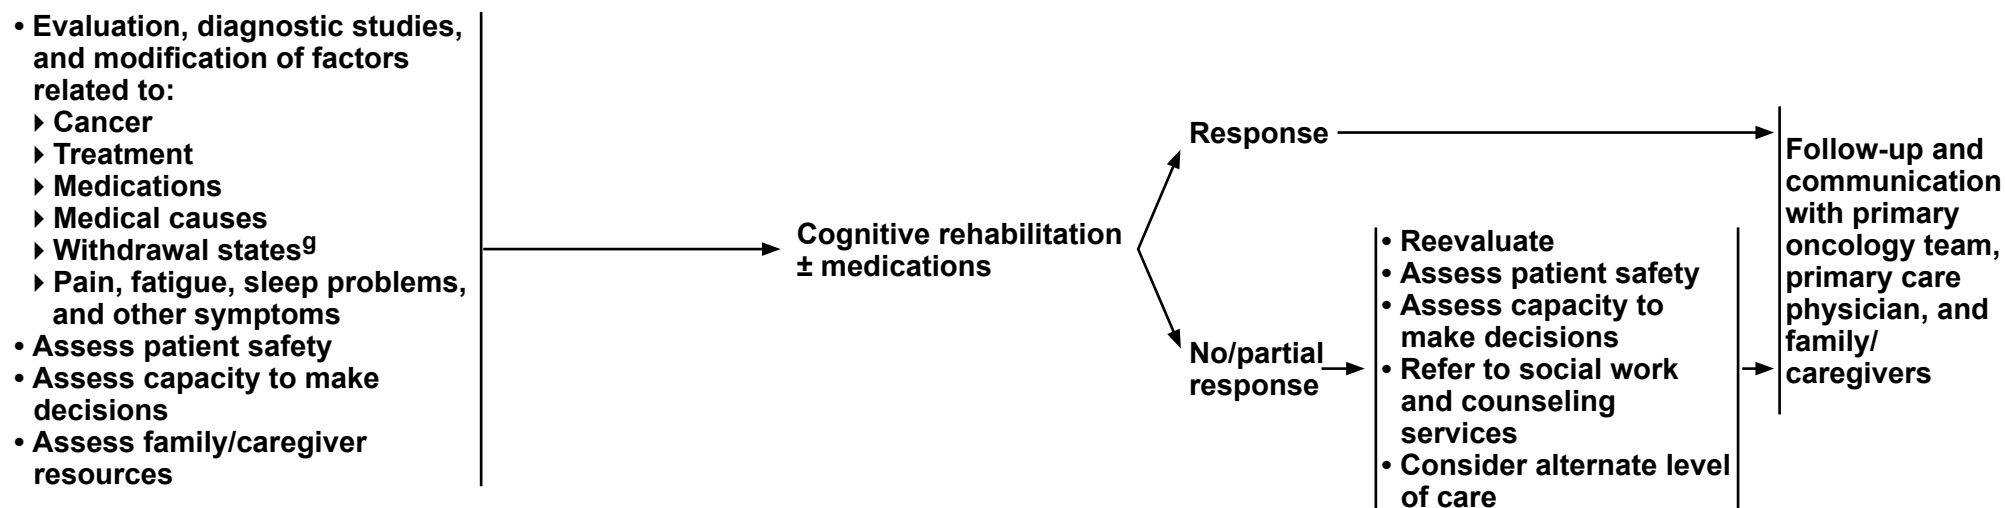 • Evaluation, diagnostic studies,
and modification of factors
related to:
‣ Cancer
‣ Treatment
‣ Medications
‣ Medical causes
‣ Withdrawal statesᵍ
‣ Pain, fatigue, sleep problems,
and other symptoms
• Assess patient safety
• Assess capacity to make
decisions
• Assess family/caregiver
resources
Cognitive rehabilitation
± medications
Response
No/partial
response
• Reevaluate
• Assess patient safety
• Assess capacity to
make decisions
• Refer to social work
and counseling
services
• Consider alternate level
of care
Follow-up and
communication
with primary
oncology team,
primary care
physician, and
family/
caregivers